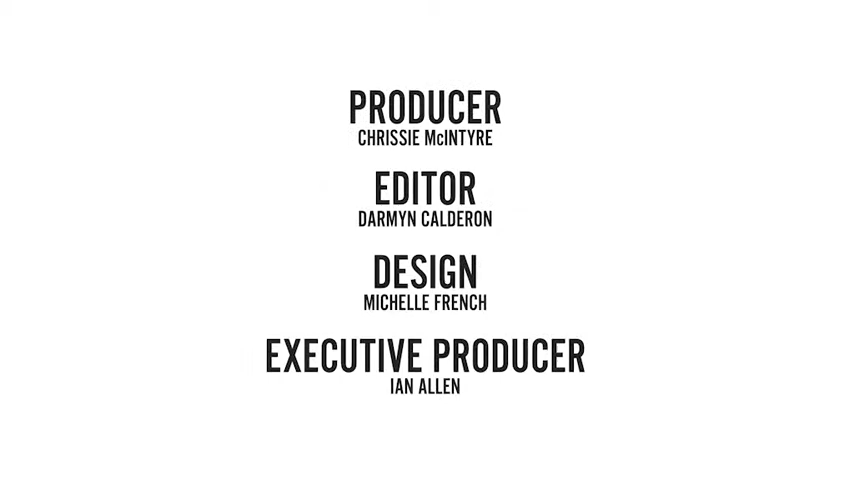 PRODUCER
CHRISSIE McINTYRE
EDITOR
DARMYN CALDERON
DESIGN
MICHELLE FRENCH
EXECUTIVE PRODUCER
IAN ALLEN